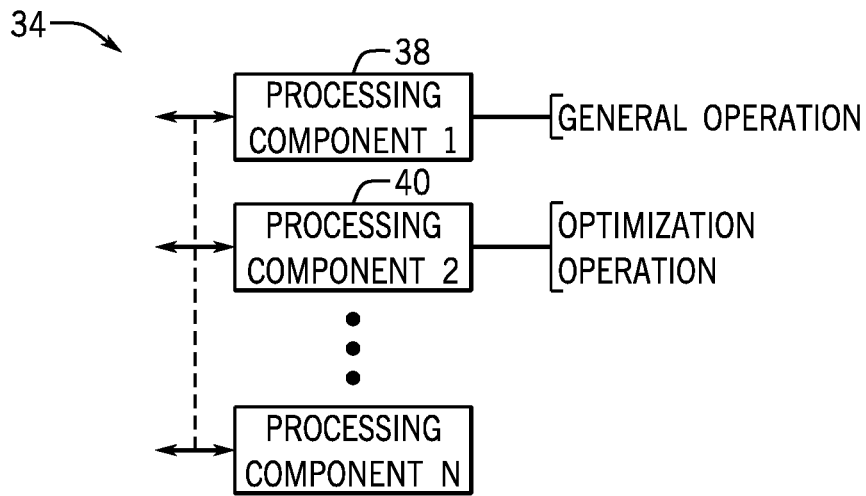 34
38
PROCESSING
COMPONENT 1
GENERAL OPERATION
40
PROCESSING
COMPONENT 2
OPTIMIZATION
OPERATION
PROCESSING
COMPONENT N